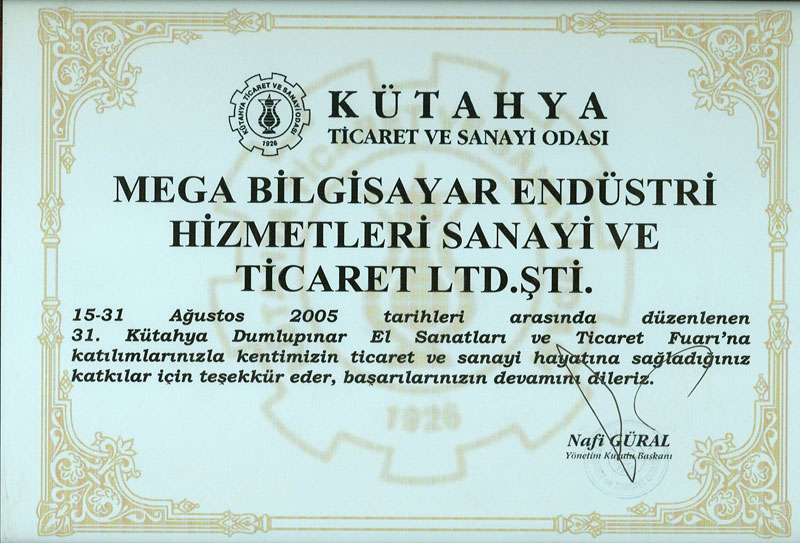 KÜTAHYA TİCARET VE SANAYİ ODASI
1926
KÜTAHYA
TİCARET VE SANAYİ ODASI
MEGA BİLGİSAYAR ENDÜSTRİ
HİZMETLERİ SANAYİ VE
TİCARET LTD.ŞTİ.
15-31 Ağustos 2005 tarihleri arasında düzenlenen
31. Kütahya Dumlupınar El Sanatları ve Ticaret Fuarı'na
katılımlarınızla kentimizin ticaret ve sanayi hayatına sağladığınız
katkılar için teşekkür eder, başarılarınızın devamını dileriz.
1926
Nafi GÜRAL
Yönetim Kurulu Başkanı